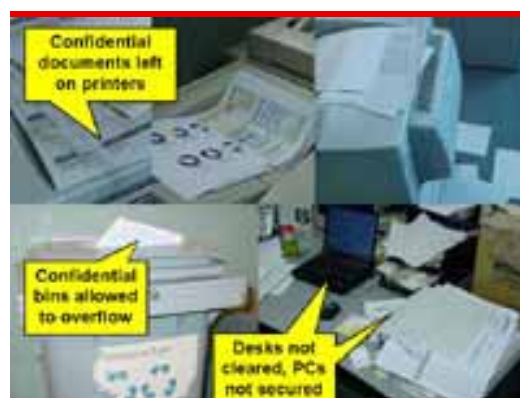 Confidential
documents left
on printers
Confidential
bins allowed
to overflow
Desks not
cleared, PCs
not secured